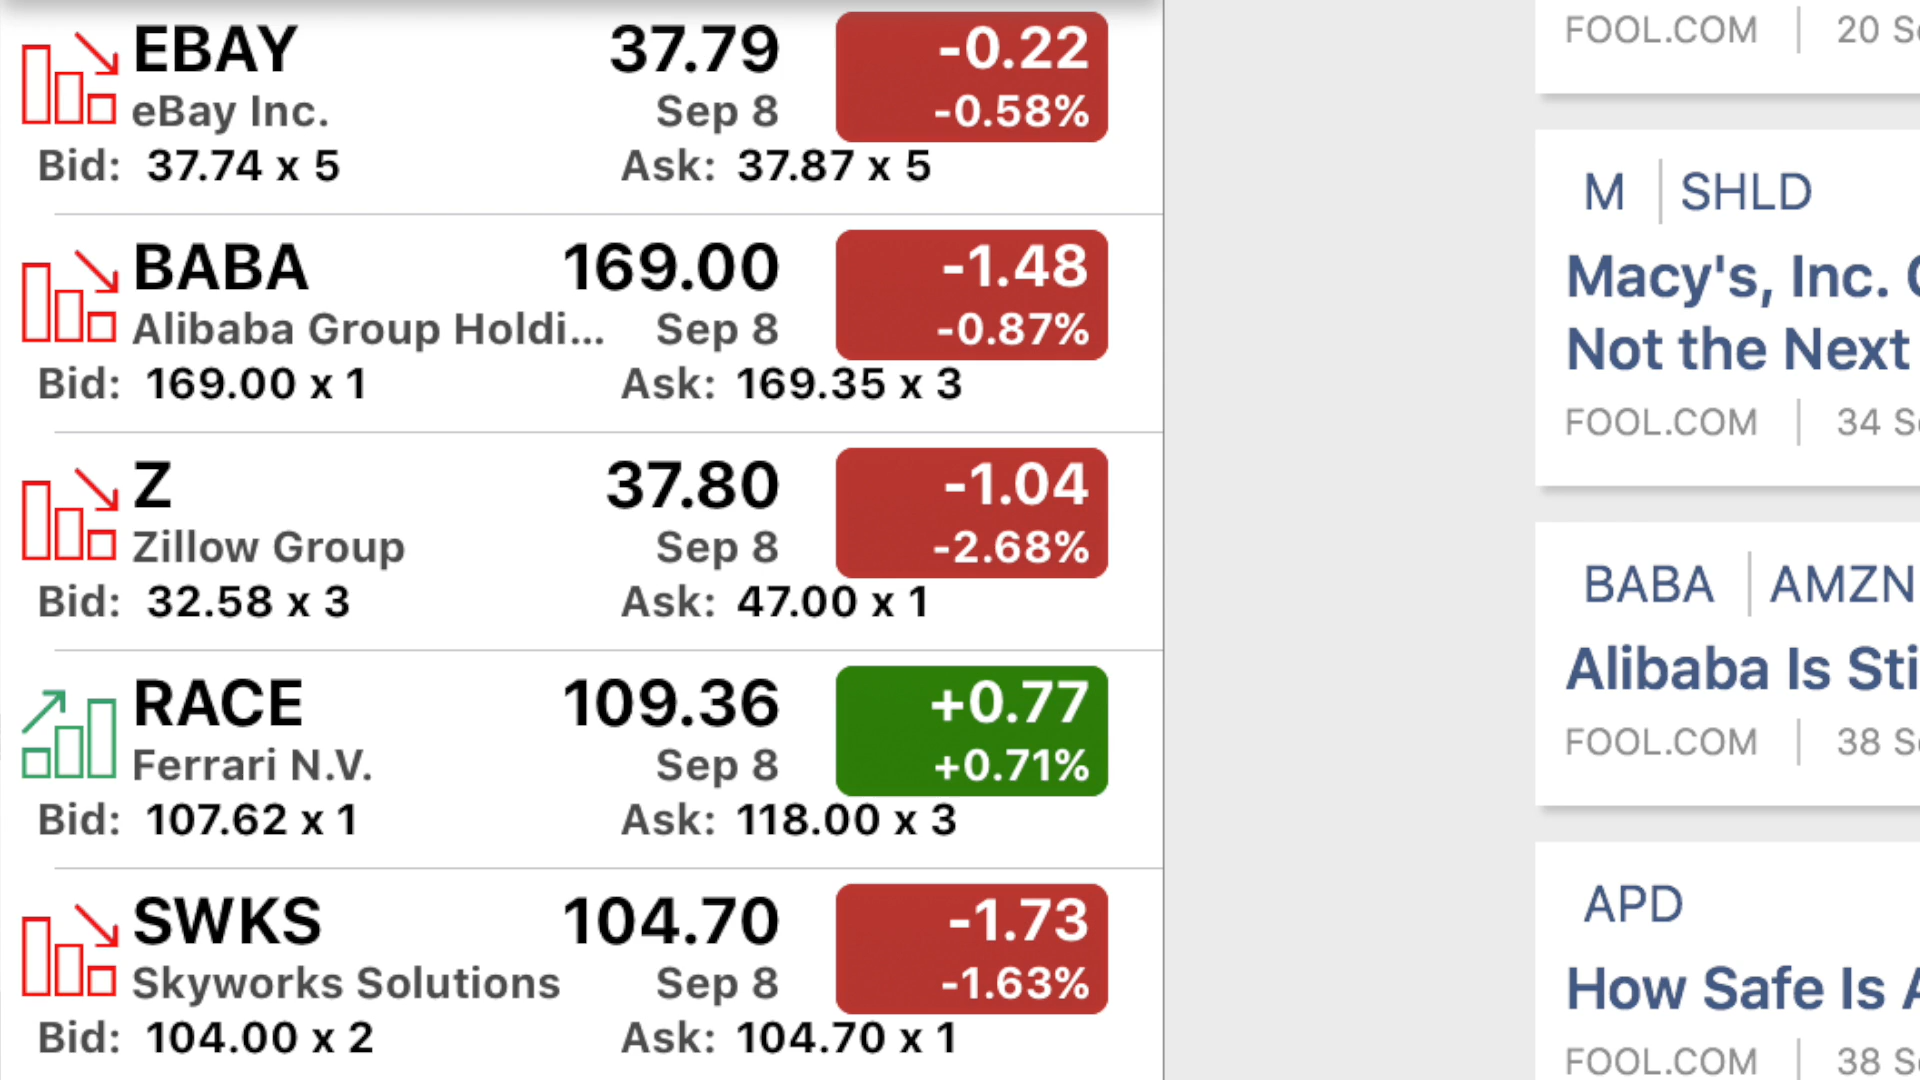 EBAY 37.79 -0.22
eBay Inc. Sep 8 -0.58%
Bid: 37.74 x 5 Ask: 37.87 x 5
BABA 169.00 -1.48
Alibaba Group Holdi... Sep 8 -0.87%
Bid: 169.00 x 1 Ask: 169.35 x 3
Z 37.80 -1.04
Zillow Group Sep 8 -2.68%
Bid: 32.58 x 3 Ask: 47.00 x 1
RACE 109.36 +0.77
Ferrari N.V. Sep 8 +0.71%
Bid: 107.62 x 1 Ask: 118.00 x 3
SWKS 104.70 -1.73
Skyworks Solutions Sep 8 -1.63%
Bid: 104.00 x 2 Ask: 104.70 x 1
FOOL.COM | 20
M | SHLD
Macy's, Inc.
Not the Next
FOOL.COM | 34
BABA | AMZN
Alibaba Is
FOOL.COM | 38
APD
How Safe Is
FOOL.COM | 38